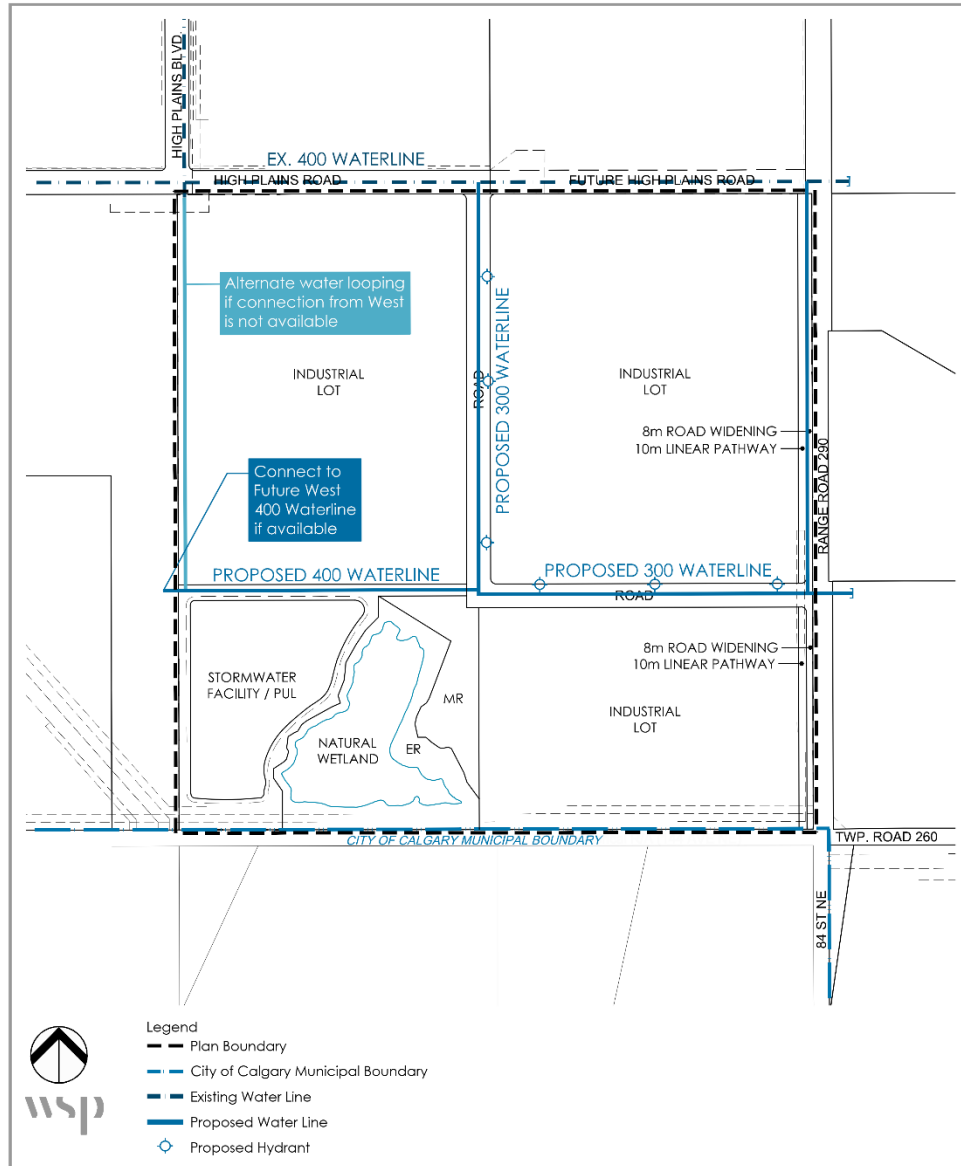 HIGH PLAINS BLVD.
EX. 400 WATERLINE
HIGH PLAINS ROAD
FUTURE HIGH PLAINS ROAD
Alternate water looping
if connection from West
is not available
INDUSTRIAL
LOT
ROAD
PROPOSED 300 WATERLINE
INDUSTRIAL
LOT
8m ROAD WIDENING
10m LINEAR PATHWAY
RANGE ROAD 290
Connect to
Future West
400 Waterline
if available
PROPOSED 400 WATERLINE
PROPOSED 300 WATERLINE
ROAD
8m ROAD WIDENING
10m LINEAR PATHWAY
STORMWATER
FACILITY / PUL
MR
NATURAL
WETLAND
ER
INDUSTRIAL
LOT
CITY OF CALGARY MUNICIPAL BOUNDARY
TWP. ROAD 260
84 ST NE
Legend
Plan Boundary
City of Calgary Municipal Boundary
Existing Water Line
Proposed Water Line
Proposed Hydrant
wsp